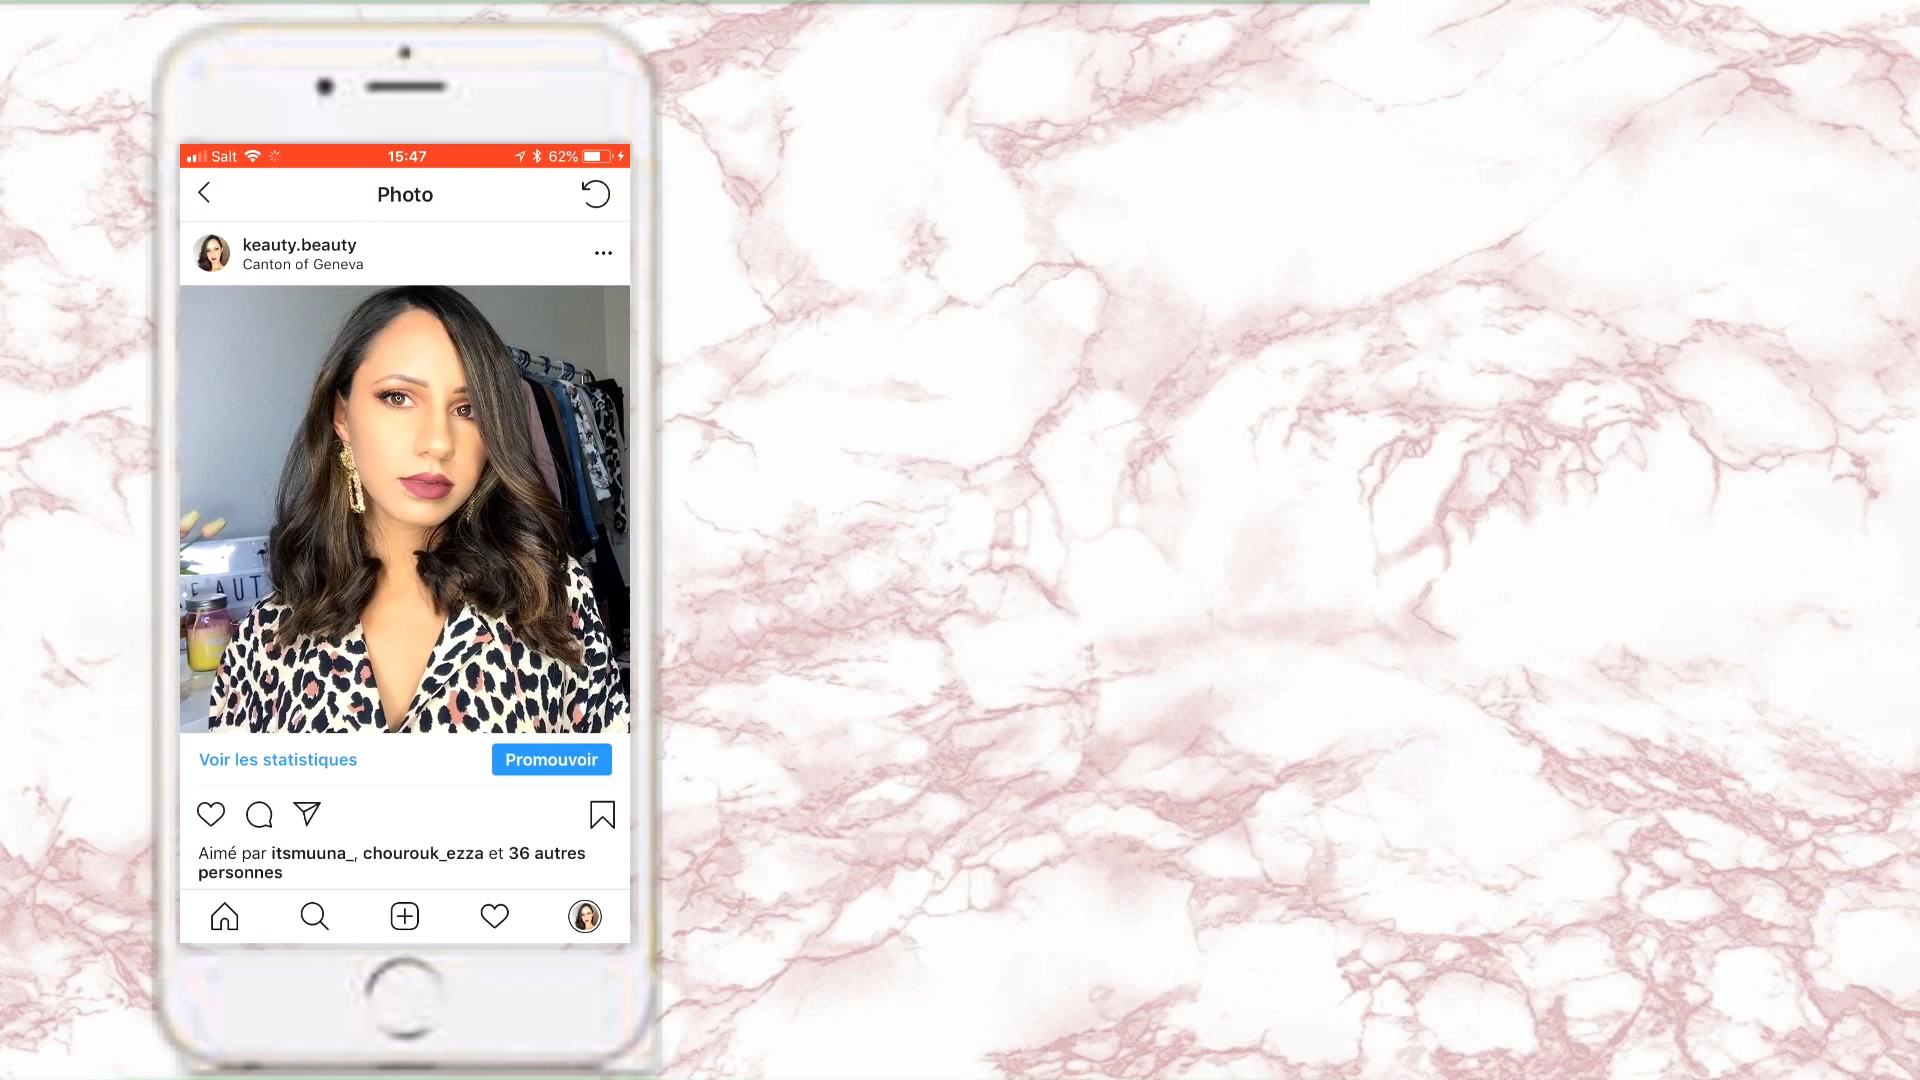 Salt 15:47 62%
Photo
keauty.beauty
Canton of Geneva
EAUT
Voir les statistiques Promouvoir
Aimé par itsmuuna_, chourouk_ezza et 36 autres
personnes